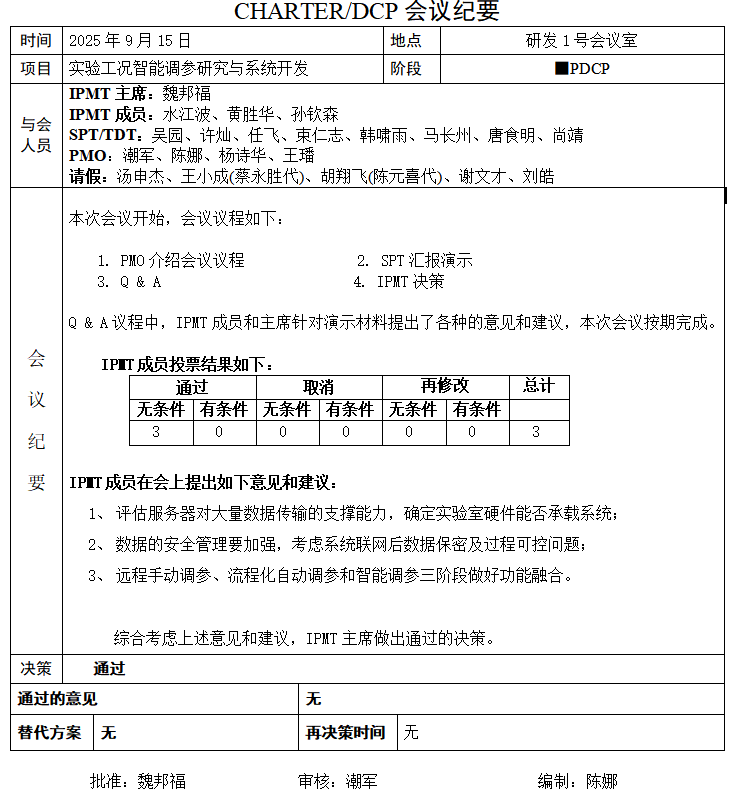 CHARTER/DCP 会议纪要
时间 2025 年 9 月 15 日 地点 研发 1 号会议室
项目 实验工况智能调参研究与系统开发 阶段 ■PDCP
与会人员
IPMT 主席：魏邦福
IPMT 成员：水江波、黄胜华、孙钦森
SPT/TDT：吴园、许灿、任飞、束仁志、韩啸雨、马长州、唐食明、尚靖
PMO：潮军、陈娜、杨诗华、王璠
请假：汤申杰、王小成(蔡永胜代)、胡翔飞(陈元喜代)、谢文才、刘皓
会议纪要
本次会议开始，会议议程如下：
1. PMO 介绍会议议程 2. SPT 汇报演示
3. Q & A 4. IPMT 决策
Q & A 议程中，IPMT 成员和主席针对演示材料提出了各种的意见和建议，本次会议按期完成。
IPMT 成员投票结果如下：
通过 取消 再修改 总计
无条件 有条件 无条件 有条件 无条件 有条件
3 0 0 0 0 0 3
IPMT 成员在会上提出如下意见和建议：
1、 评估服务器对大量数据传输的支撑能力，确定实验室硬件能否承载系统；
2、 数据的安全管理要加强，考虑系统联网后数据保密及过程可控问题；
3、 远程手动调参、流程化自动调参和智能调参三阶段做好功能融合。
综合考虑上述意见和建议，IPMT 主席做出通过的决策。
决策 通过
通过的意见 无
替代方案 无 再决策时间 无
批准：魏邦福 审核：潮军 编制：陈娜